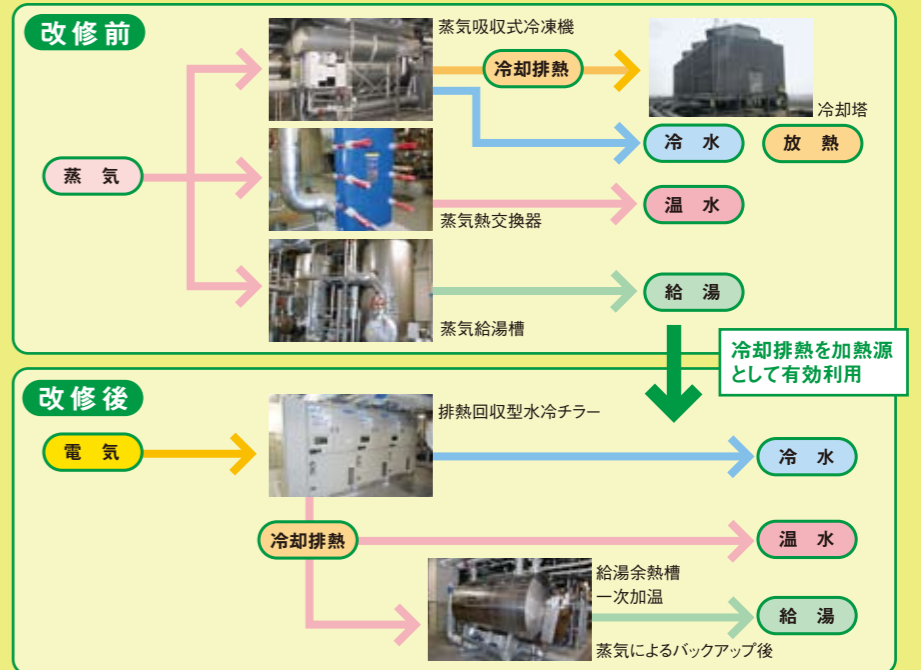 改修前
蒸気吸収式冷凍機
冷却排熱
冷却塔
冷水
放熱
蒸気
温水
蒸気熱交換器
給湯
蒸気給湯槽
冷却排熱を加熱源
として有効利用
改修後
排熱回収型水冷チラー
電気
冷水
冷却排熱
温水
給湯余熱槽
一次加温
給湯
蒸気によるバックアップ後